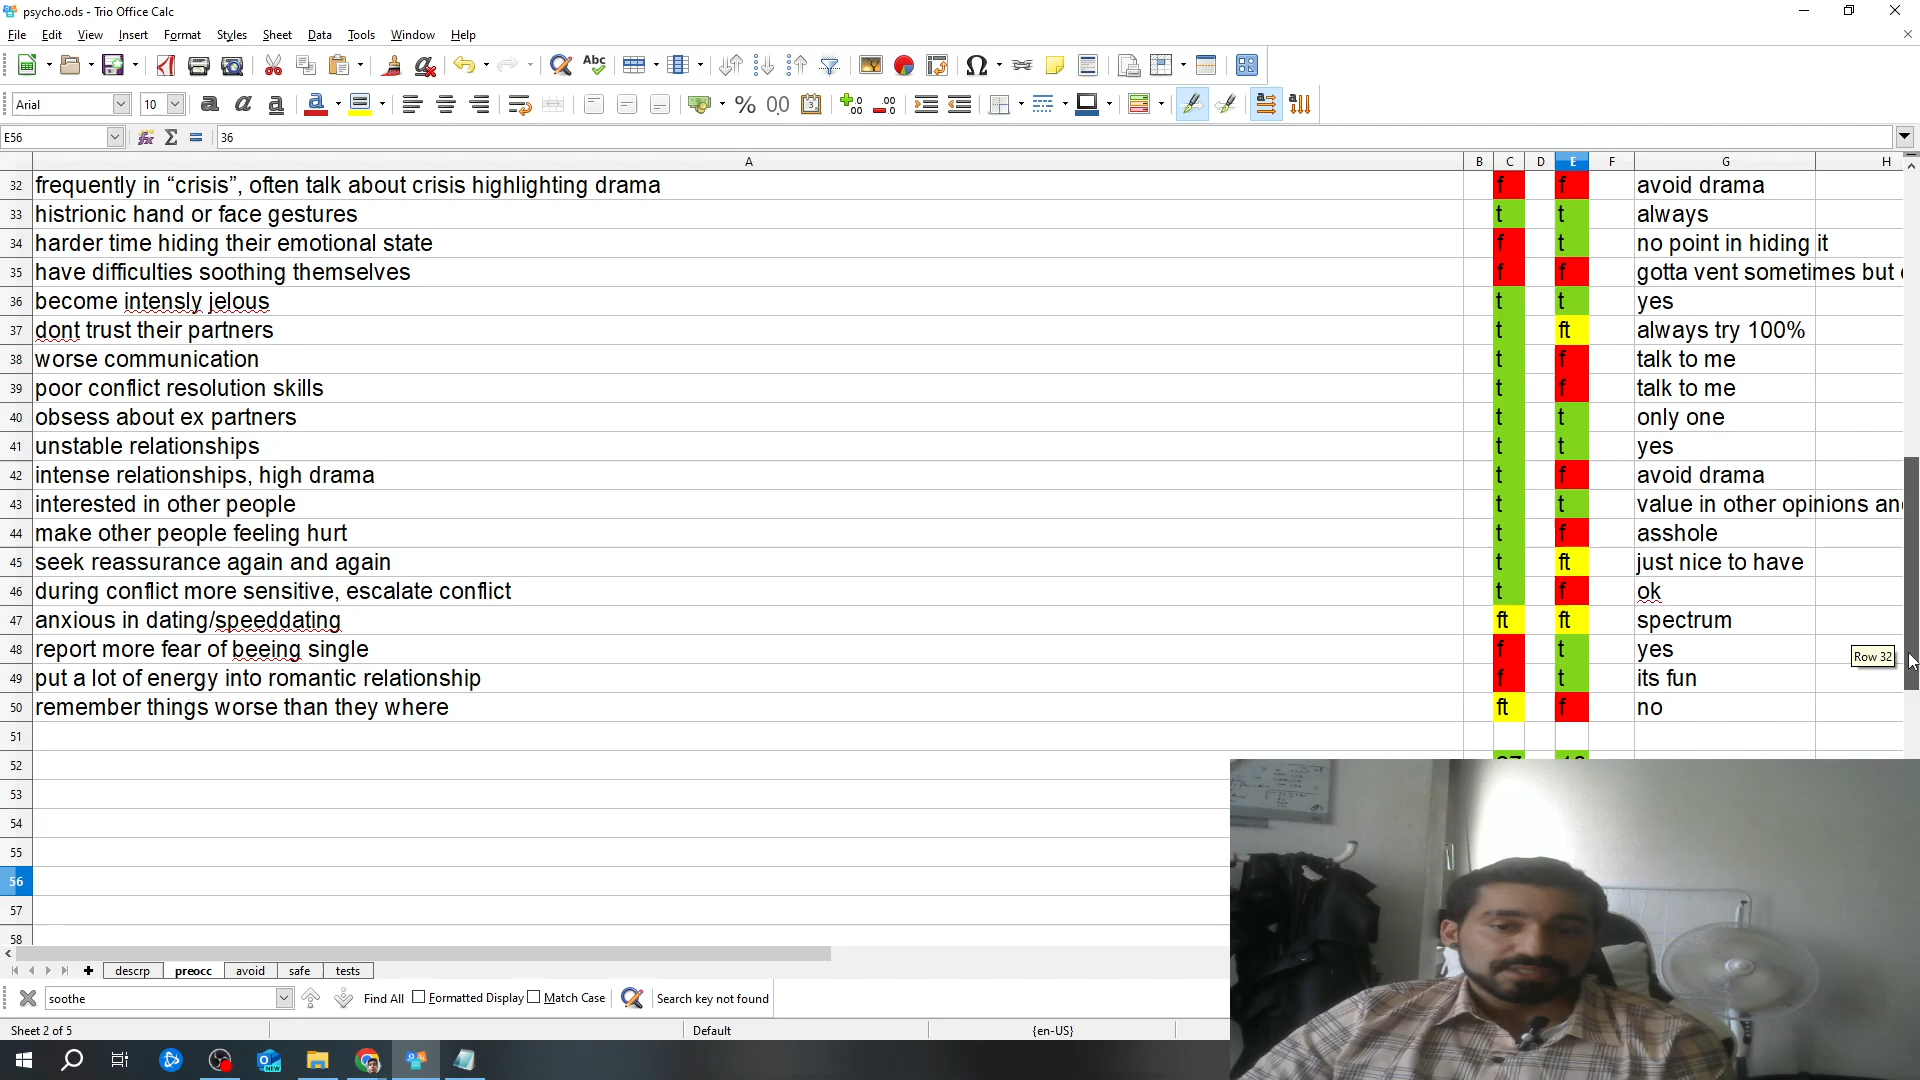 psycho.ods - Trio Office Calc
File Edit View Insert Format Styles Sheet Data Tools Window Help
Arial 10
E56 36
A B C D E F G H
32 frequently in “crisis”, often talk about crisis highlighting drama f f avoid drama
33 histrionic hand or face gestures t t always
34 harder time hiding their emotional state f t no point in hiding it
35 have difficulties soothing themselves f f gotta vent sometimes but
36 become intensly jelous t t yes
37 dont trust their partners t ft always try 100%
38 worse communication t f talk to me
39 poor conflict resolution skills t f talk to me
40 obsess about ex partners t t only one
41 unstable relationships t t yes
42 intense relationships, high drama t f avoid drama
43 interested in other people t t value in other opinions an
44 make other people feeling hurt t f asshole
45 seek reassurance again and again t ft just nice to have
46 during conflict more sensitive, escalate conflict t f ok
47 anxious in dating/speeddating ft ft spectrum
48 report more fear of beeing single f t yes
49 put a lot of energy into romantic relationship f t its fun
50 remember things worse than they where ft f no
Row 32
51
52
53
54
55
56
57
58
descrp preocc avoid safe tests
soothe Find All Formatted Display Match Case Search key not found
Sheet 2 of 5 Default {en-US}